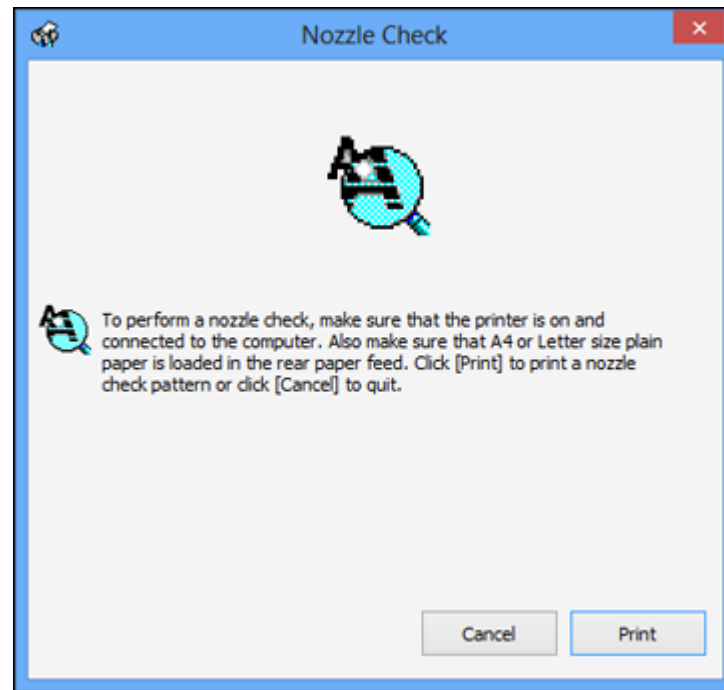 Nozzle Check
To perform a nozzle check, make sure that the printer is on and
connected to the computer. Also make sure that A4 or Letter size plain
paper is loaded in the rear paper feed. Click [Print] to print a nozzle
check pattern or click [Cancel] to quit.
Cancel
Print